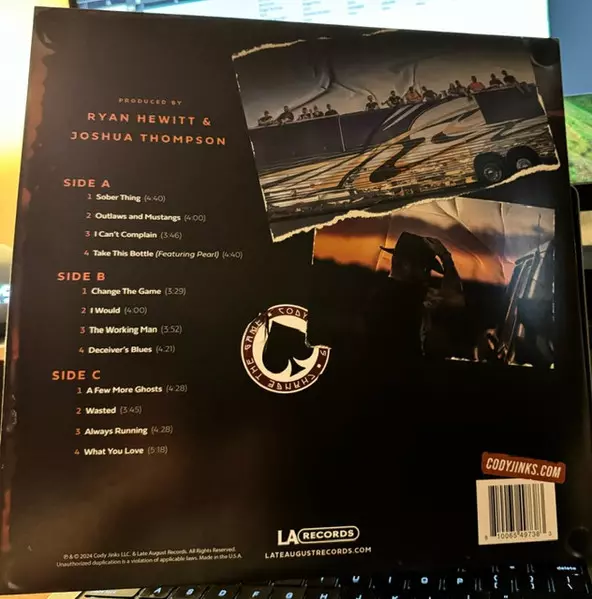 PRODUCED BY
RYAN HEWITT &
JOSHUA THOMPSON
SIDE A
1 Sober Thing (4:40)
2 Outlaws and Mustangs (4:00)
3 I Can't Complain (3:46)
4 Take This Bottle (Featuring Pearl) (4:40)
SIDE B
1 Change The Game (3:29)
2 I Would (4:00)
3 The Working Man (3:52)
4 Deceiver's Blues (4:21)
SIDE C
1 A Few More Ghosts (4:28)
2 Wasted (3:45)
3 Always Running (4:28)
4 What You Love (5:18)
CODY
CHANGE THE GAME
CODYJINKS.COM
LA RECORDS
LATEAUGUSTRECORDS.COM
℗ & © 2024 Cody Jinks LLC. & Late August Records. All Rights Reserved.
Unauthorized duplication is a violation of applicable laws. Made in the U.S.A.
delete